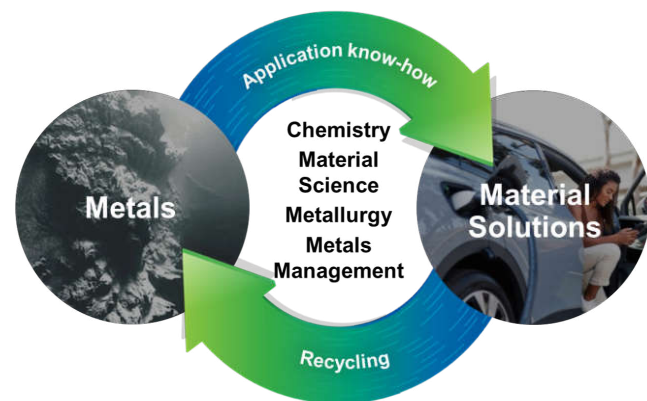 Application know-how
Metals
Chemistry
Material
Science
Metallurgy
Metals
Management
Material
Solutions
Recycling